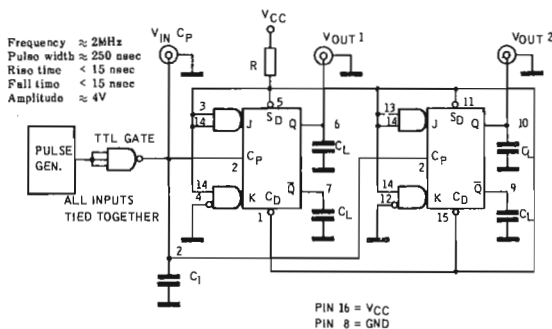 Frequency ≈ 2MHz
Pulse width ≈ 250 nsec
Rise time < 15 nsec
Fall time < 15 nsec
Amplitude ≈ 4V
VIN CP
VCC
R
VOUT 1
VOUT 2
PULSE GEN.
TTL GATE
ALL INPUTS
TIED TOGETHER
3
14
J
5
SD
Q
6
CL
2
CP
14
4
K
CD
1
Q̅
7
CL
13
14
J
11
SD
Q
10
CL
2
CP
14
12
K
CD
15
Q̅
9
CL
2
C1
PIN 16 = VCC
PIN 8 = GND